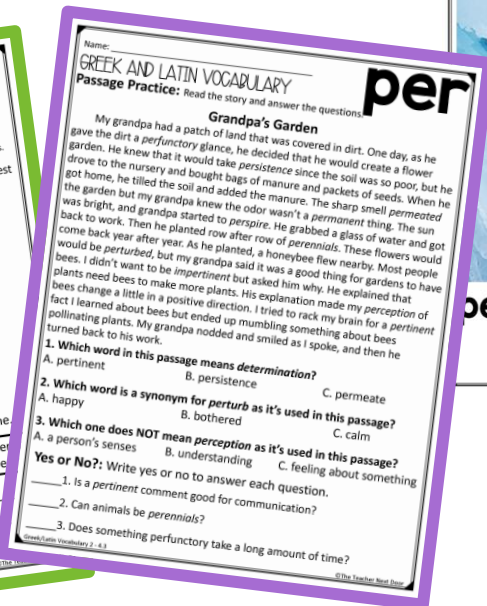 Name:
GREEK AND LATIN VOCABULARY
per
Passage Practice: Read the story and answer the questions.
Grandpa's Garden
My grandpa had a patch of land that was covered in dirt. One day, as he
gave the dirt a perfunctory glance, he decided that he would create a flower
garden. He knew that it would take persistence since the soil was so poor, but he
drove to the nursery and bought bags of manure and packets of seeds. When he
got home, he tilled the soil and added the manure. The sharp smell permeated
the garden but my grandpa knew the odor wasn't a permanent thing. The sun
was bright, and grandpa started to perspire. He grabbed a glass of water and got
back to work. Then he planted row after row of perennials. These flowers would
come back year after year. As he planted, a honeybee flew nearby. Most people
would be perturbed, but my grandpa said it was a good thing for gardens to have
bees. I didn't want to be impertinent but asked him why. He explained that
plants need bees to make more plants. His explanation made my perception of
bees change a little in a positive direction. I tried to rack my brain for a pertinent
fact I learned about bees but ended up mumbling something about bees
pollinating plants. My grandpa nodded and smiled as I spoke, and then he
turned back to his work.
1. Which word in this passage means determination?
A. pertinent B. persistence C. permeate
2. Which word is a synonym for perturb as it's used in this passage?
A. happy B. bothered C. calm
3. Which one does NOT mean perception as it's used in this passage?
A. a person's senses B. understanding C. feeling about something
Yes or No?: Write yes or no to answer each question.
_____1. Is a pertinent comment good for communication?
_____2. Can animals be perennials?
_____3. Does something perfunctory take a long amount of time?
Greek/Latin Vocabulary 2 - 4.3 ©The Teacher Next Door